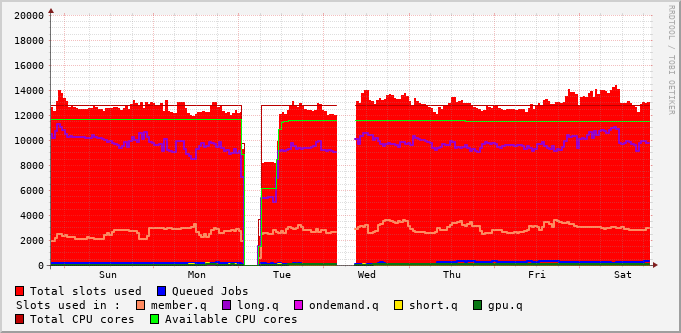 20000
18000
16000
14000
12000
10000
8000
6000
4000
2000
0
Sun Mon Tue Wed Thu Fri Sat
RRDTOOL / TOBI OETIKER
Total slots used Queued Jobs
Slots used in : member.q long.q ondemand.q short.q gpu.q
Total CPU cores Available CPU cores